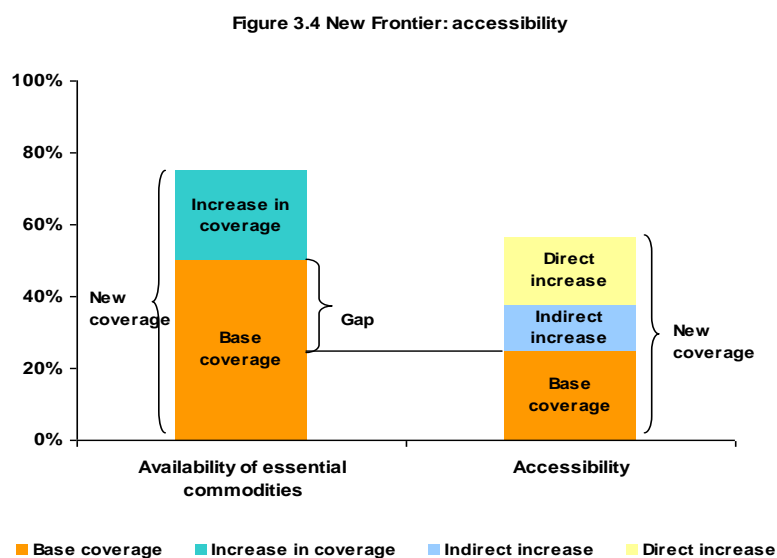 Figure 3.4 New Frontier: accessibility
100%
80%
60%
40%
20%
0%
New
coverage
Increase in
coverage
Base
coverage
Gap
Direct
increase
Indirect
increase
Base
coverage
New
coverage
Availability of essential
commodities
Accessibility
Base coverage
Increase in coverage
Indirect increase
Direct increase